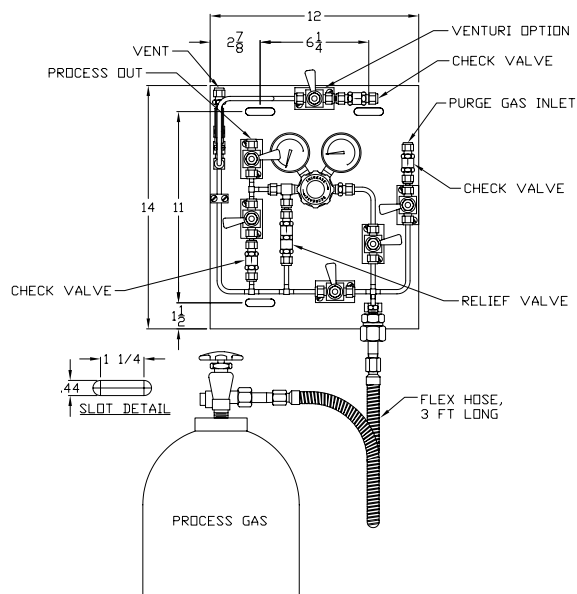 12
2 7/8
6 1/4
VENTURI OPTION
VENT
CHECK VALVE
PROCESS OUT
PURGE GAS INLET
CHECK VALVE
14
11
CHECK VALVE
RELIEF VALVE
1 1/2
1 1/4
.44
SLOT DETAIL
FLEX HOSE,
3 FT LONG
PROCESS GAS